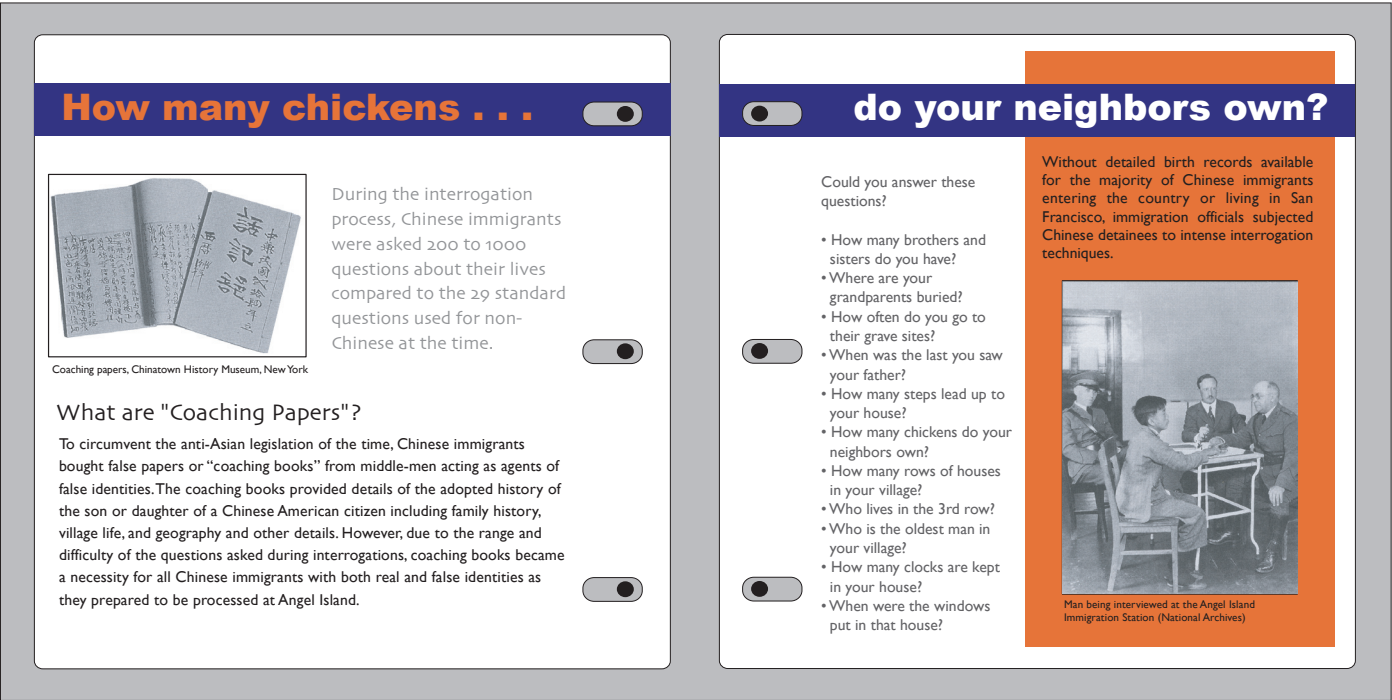 How many chickens . . .
During the interrogation
process, Chinese immigrants
were asked 200 to 1000
questions about their lives
compared to the 29 standard
questions used for non-
Chinese at the time.
Coaching papers, Chinatown History Museum, New York
What are "Coaching Papers"?
To circumvent the anti-Asian legislation of the time, Chinese immigrants
bought false papers or “coaching books” from middle-men acting as agents of
false identities. The coaching books provided details of the adopted history of
the son or daughter of a Chinese American citizen including family history,
village life, and geography and other details. However, due to the range and
difficulty of the questions asked during interrogations, coaching books became
a necessity for all Chinese immigrants with both real and false identities as
they prepared to be processed at Angel Island.
do your neighbors own?
Could you answer these
questions?
• How many brothers and
sisters do you have?
• Where are your
grandparents buried?
• How often do you go to
their grave sites?
• When was the last you saw
your father?
• How many steps lead up to
your house?
• How many chickens do your
neighbors own?
• How many rows of houses
in your village?
• Who lives in the 3rd row?
• Who is the oldest man in
your village?
• How many clocks are kept
in your house?
• When were the windows
put in that house?
Without detailed birth records available
for the majority of Chinese immigrants
entering the country or living in San
Francisco, immigration officials subjected
Chinese detainees to intense interrogation
techniques.
Man being interviewed at the Angel Island
Immigration Station (National Archives)